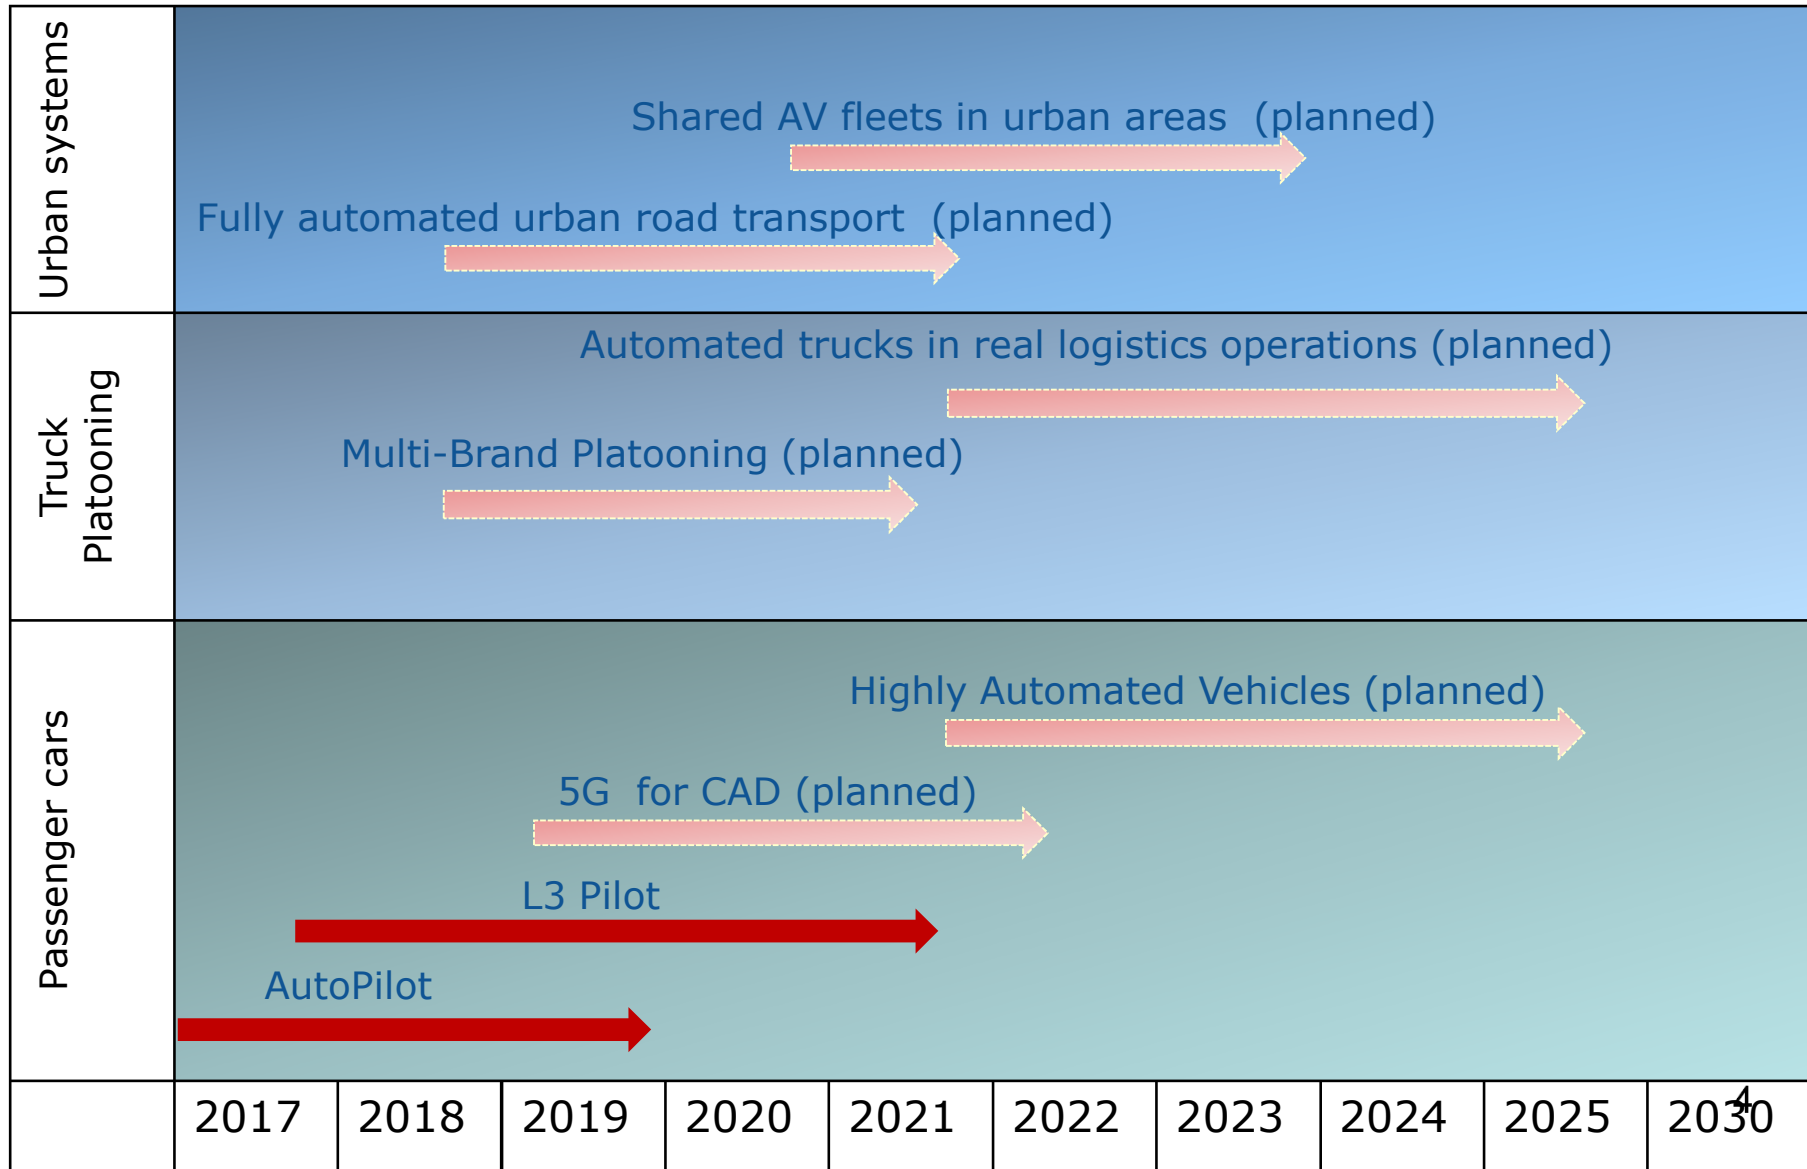 Urban systems
Shared AV fleets in urban areas  (planned)
Fully automated urban road transport  (planned)
Truck
Platooning
Automated trucks in real logistics operations (planned)
Multi-Brand Platooning (planned)
Passenger cars
Highly Automated Vehicles (planned)
5G  for CAD (planned)
L3 Pilot
AutoPilot
2017 2018 2019 2020 2021 2022 2023 2024 2025 2030
4